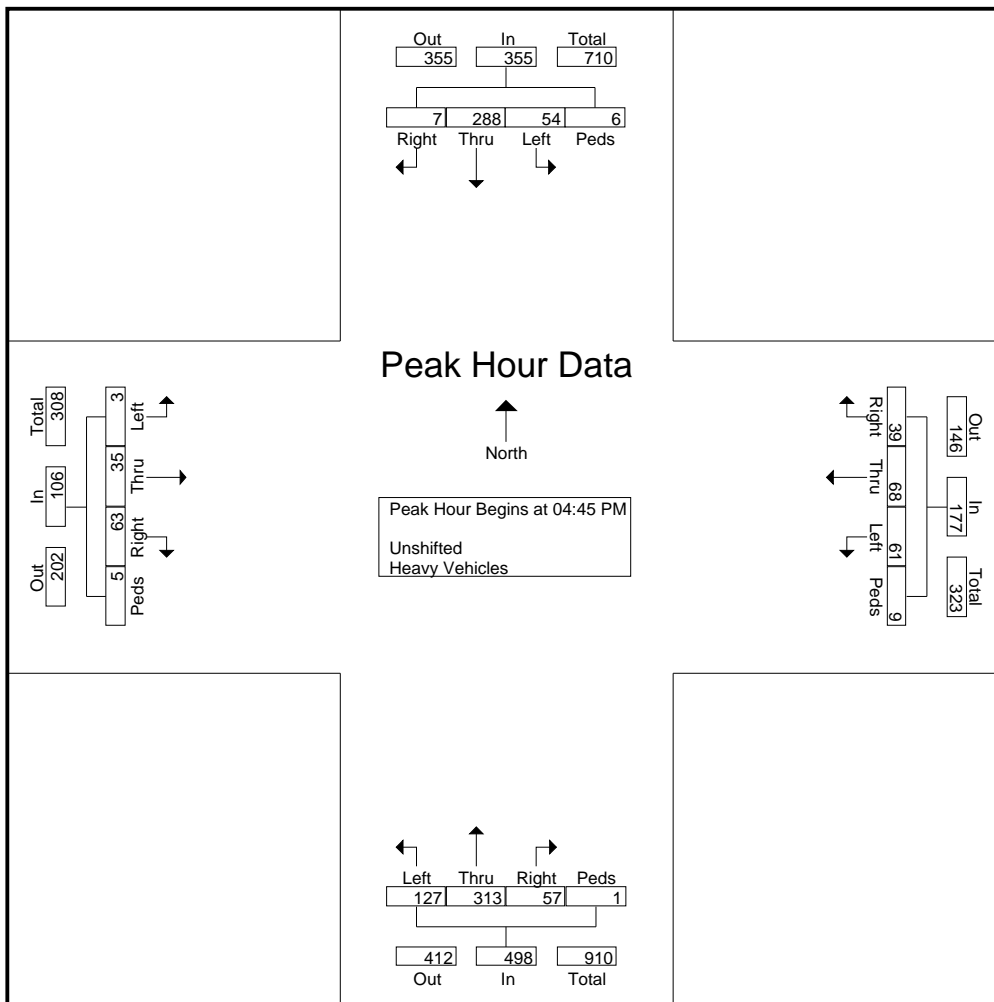 Out In Total
355 355 710
7 288 54 6
Right Thru Left Peds
Peak Hour Data
North
Peak Hour Begins at 04:45 PM
Unshifted
Heavy Vehicles
Total In Out
308 106 202
3 35 63 5
Left Thru Right Peds
Right Thru Left Peds
39 68 61 9
Out In Total
146 177 323
Left Thru Right Peds
127 313 57 1
412 498 910
Out In Total